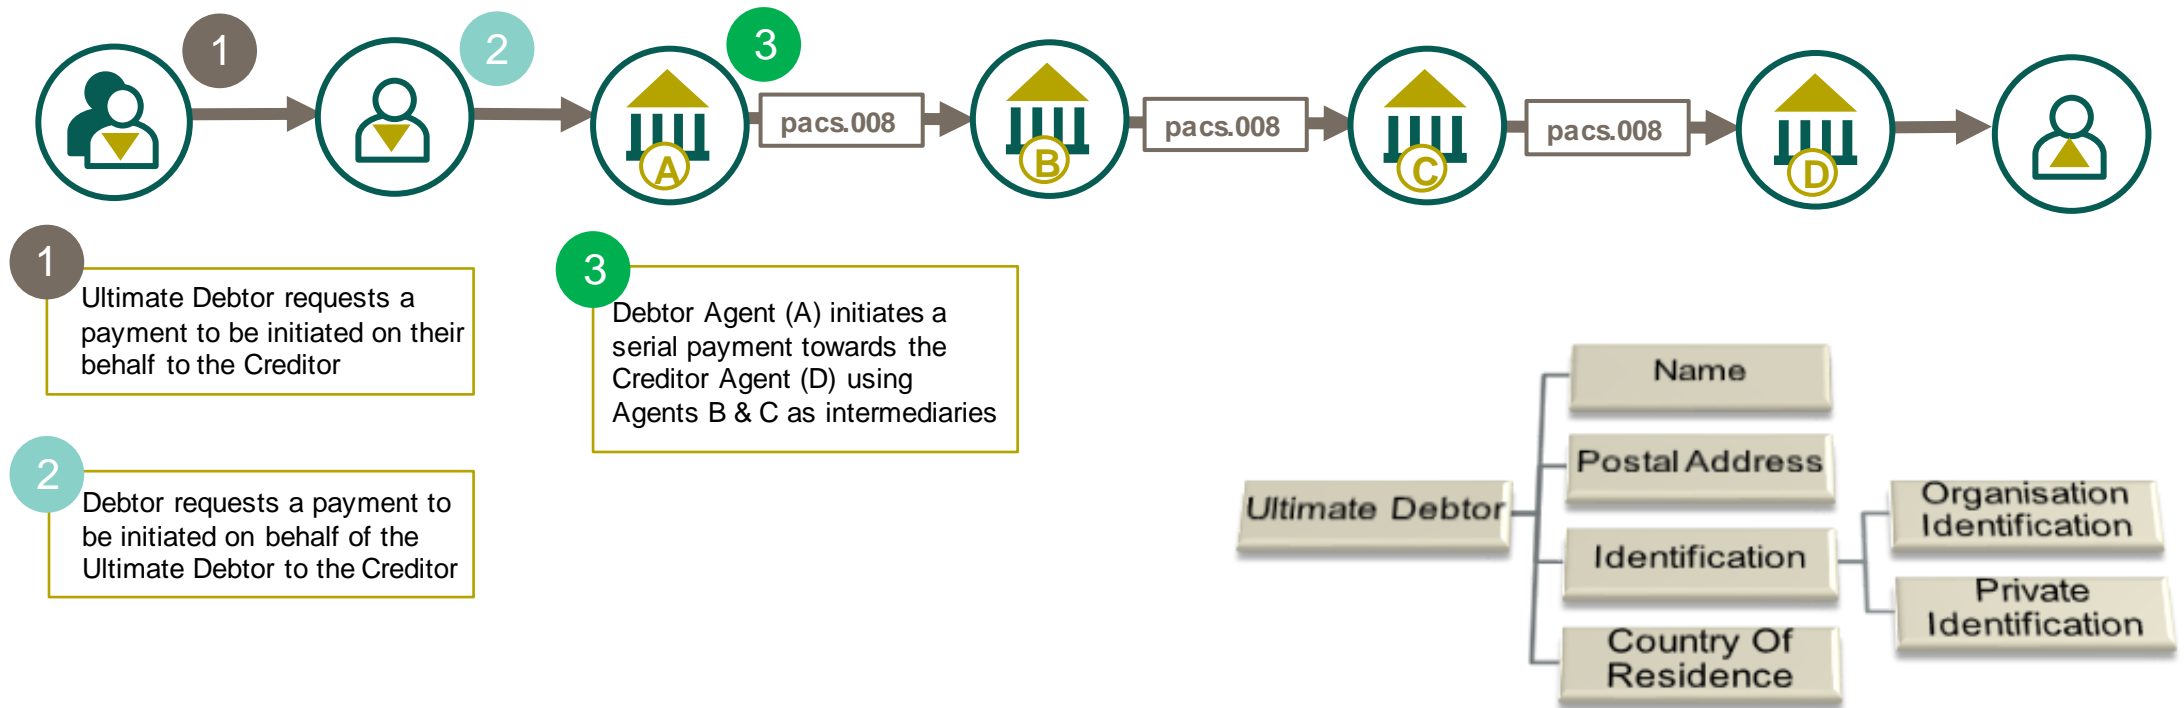 1
2
3
pacs.008
pacs.008
pacs.008
A
B
C
D
1
Ultimate Debtor requests a
payment to be initiated on their
behalf to the Creditor
2
Debtor requests a payment to
be initiated on behalf of the
Ultimate Debtor to the Creditor
3
Debtor Agent (A) initiates a
serial payment towards the
Creditor Agent (D) using
Agents B & C as intermediaries
Ultimate Debtor
Name
Postal Address
Identification
Country Of
Residence
Organisation
Identification
Private
Identification